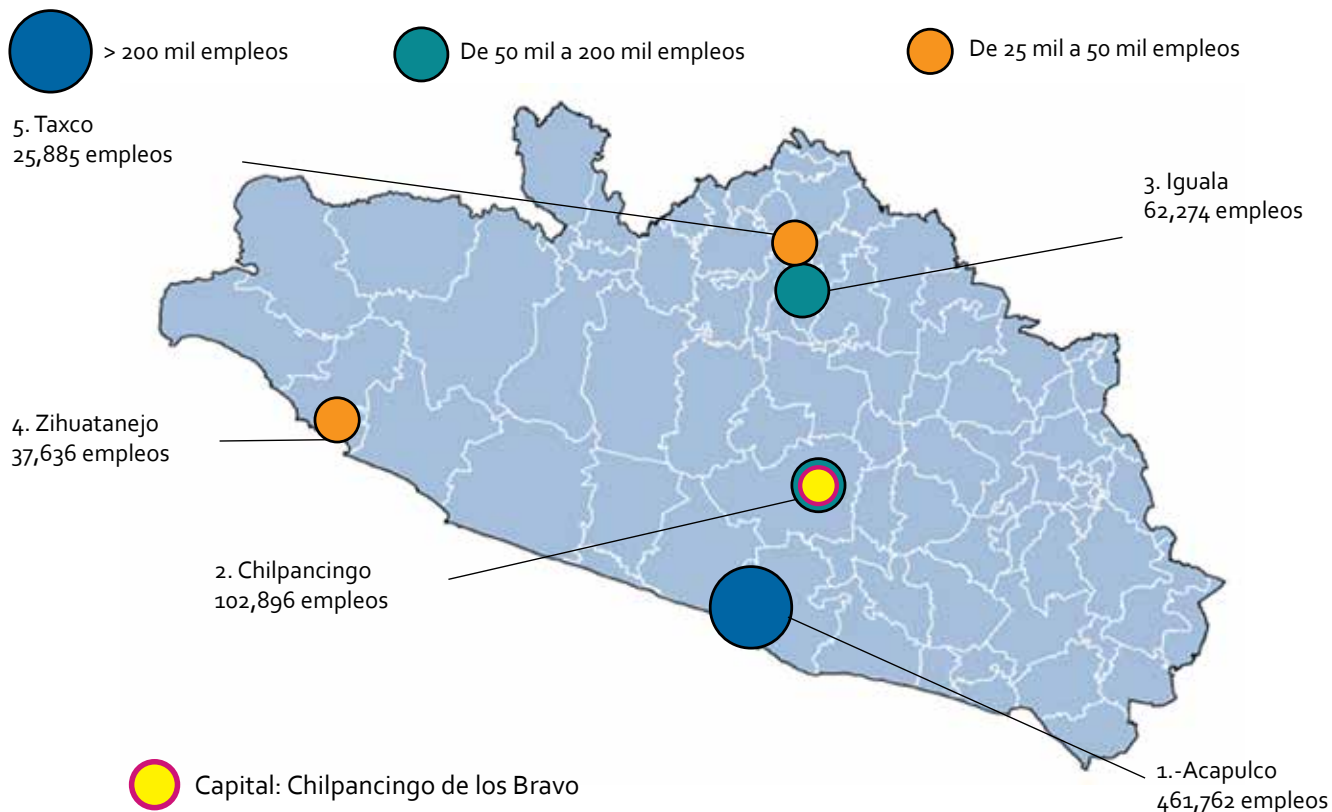 > 200 mil empleos
De 50 mil a 200 mil empleos
De 25 mil a 50 mil empleos
5. Taxco
25,885 empleos
3. Iguala
62,274 empleos
4. Zihuatanejo
37,636 empleos
2. Chilpancingo
102,896 empleos
1.-Acapulco
461,762 empleos
Capital: Chilpancingo de los Bravo